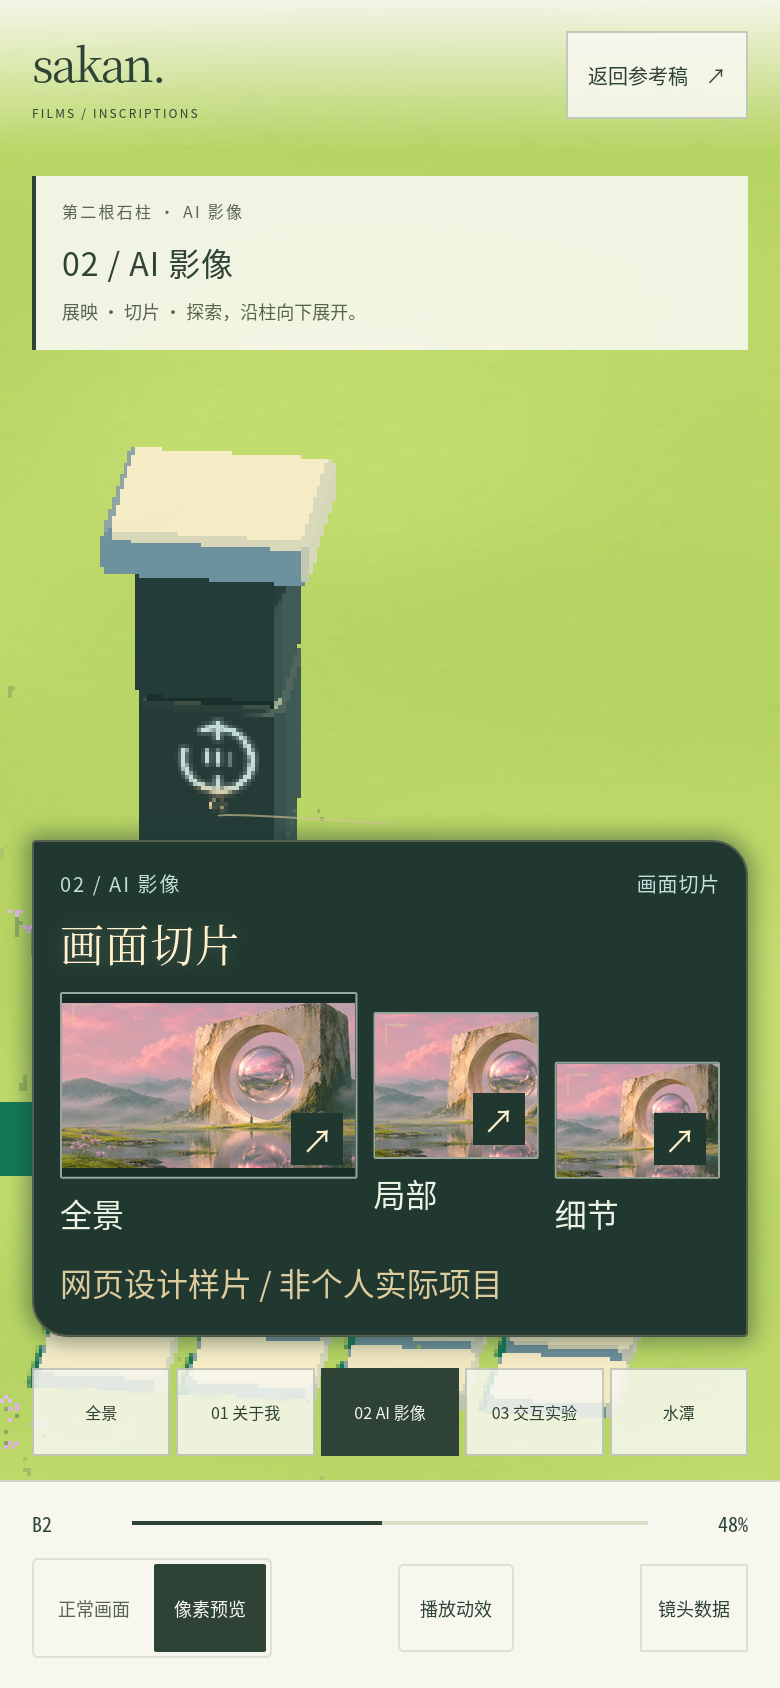 sakan.
返回参考稿 ↗
FILMS / INSCRIPTIONS
第二根石柱 · AI 影像
02 / AI 影像
展映 · 切片 · 探索，沿柱向下展开。
02 / AI 影像
画面切片
画面切片
全景
局部
细节
网页设计样片 / 非个人实际项目
全景
01 关于我
02 AI 影像
03 交互实验
水潭
B2
48%
正常画面
像素预览
播放动效
镜头数据